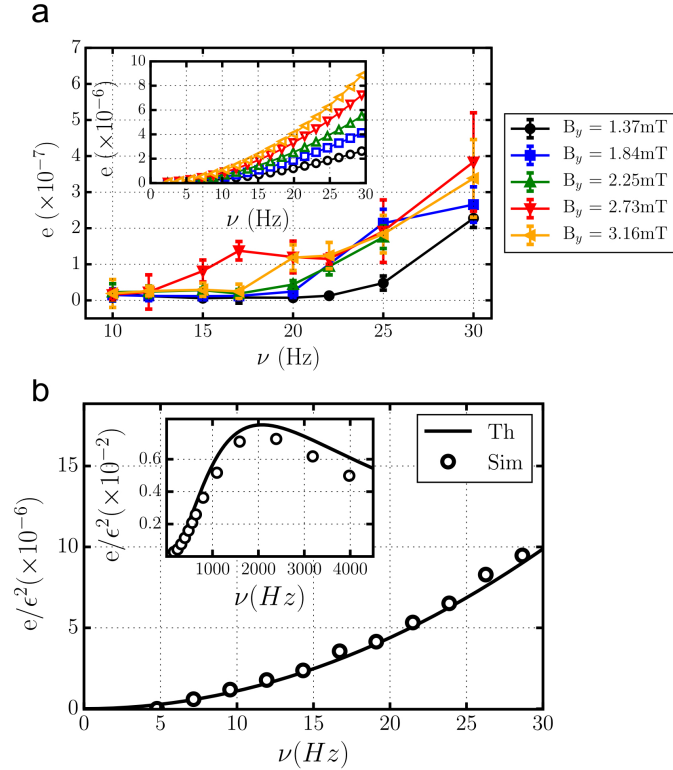 a
7
6
5
4
3
2
1
0
e (×10⁻⁷)
10
15
20
25
30
ν (Hz)
10
8
6
4
2
0
e (×10⁻⁶)
0
5
10
15
20
25
30
ν (Hz)
B_y = 1.37mT
B_y = 1.84mT
B_y = 2.25mT
B_y = 2.73mT
B_y = 3.16mT
b
15
10
5
0
e/ϵ²(×10⁻⁶)
0
5
10
15
20
25
30
ν(Hz)
0.6
0.4
0.2
e/ϵ²(×10⁻²)
1000
2000
3000
4000
ν(Hz)
Th
Sim